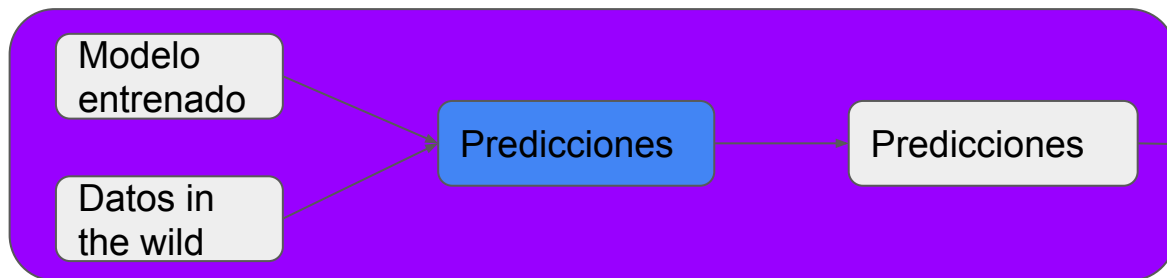 Modelo
entrenado
Datos in
the wild
Predicciones
Predicciones